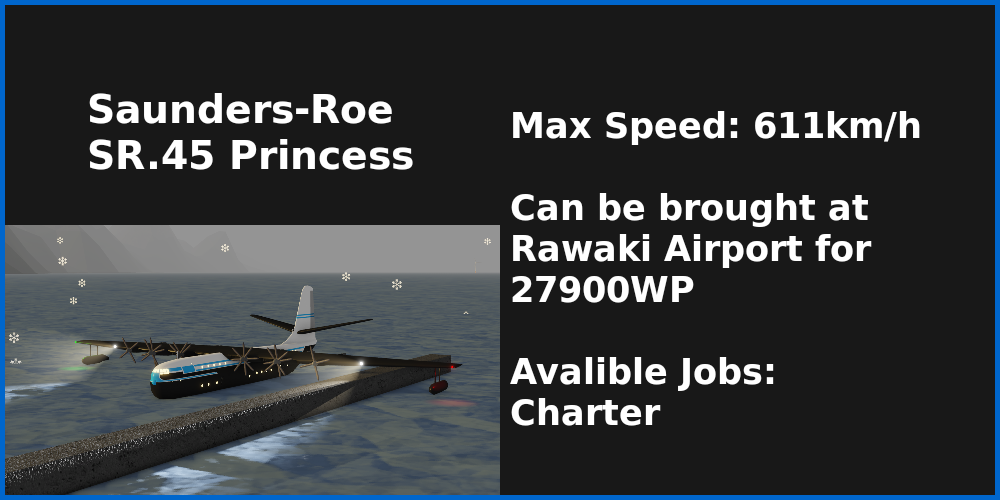 Saunders-Roe
SR.45 Princess
Max Speed: 611km/h
Can be brought at
Rawaki Airport for
27900WP
Avalible Jobs:
Charter